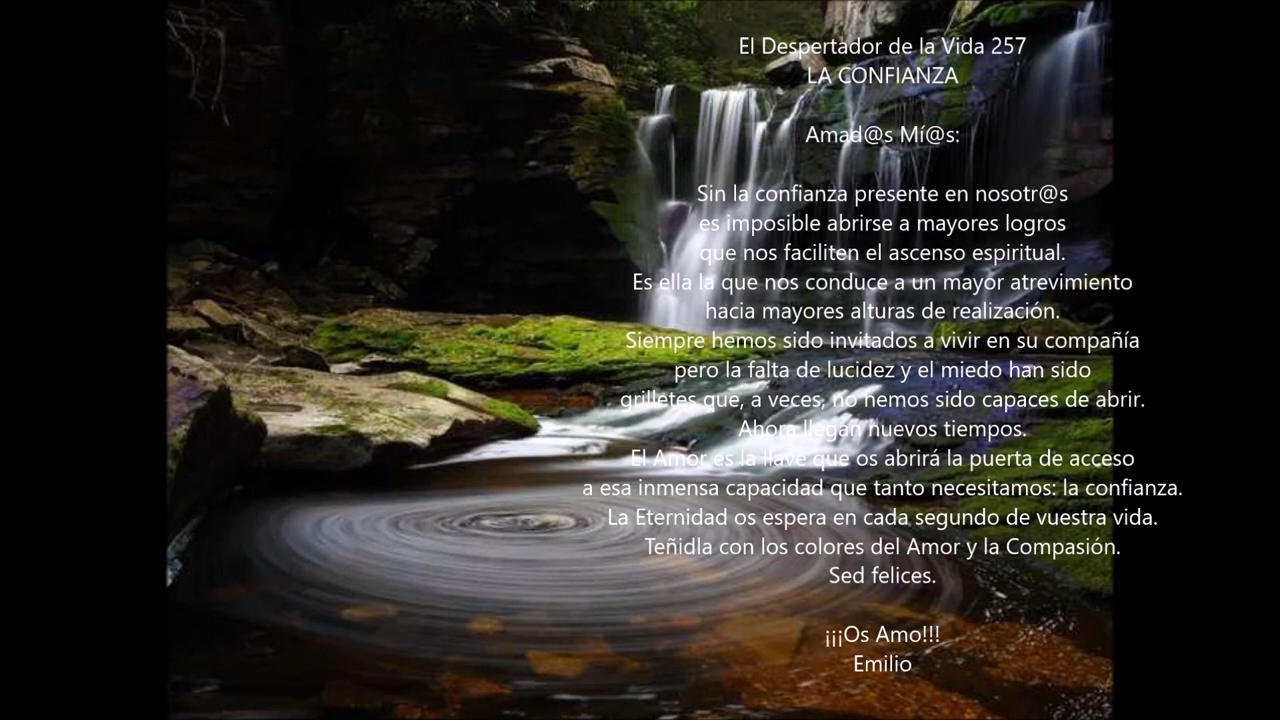 El Despertador de la Vida 257
LA CONFIANZA
Amad@s Mí@s:
Sin la confianza presente en nosotr@s
es imposible abrirse a mayores logros
que nos faciliten el ascenso espiritual.
Es ella la que nos conduce a un mayor atrevimiento
hacia mayores alturas de realización.
Siempre hemos sido invitados a vivir en su compañía
pero la falta de lucidez y el miedo han sido
grilletes que, a veces, no hemos sido capaces de abrir.
Ahora llegan nuevos tiempos.
El Amor es la llave que os abrirá la puerta de acceso
a esa inmensa capacidad que tanto necesitamos: la confianza.
La Eternidad os espera en cada segundo de vuestra vida.
Teñidla con los colores del Amor y la Compasión.
Sed felices.
¡¡¡Os Amo!!!
Emilio